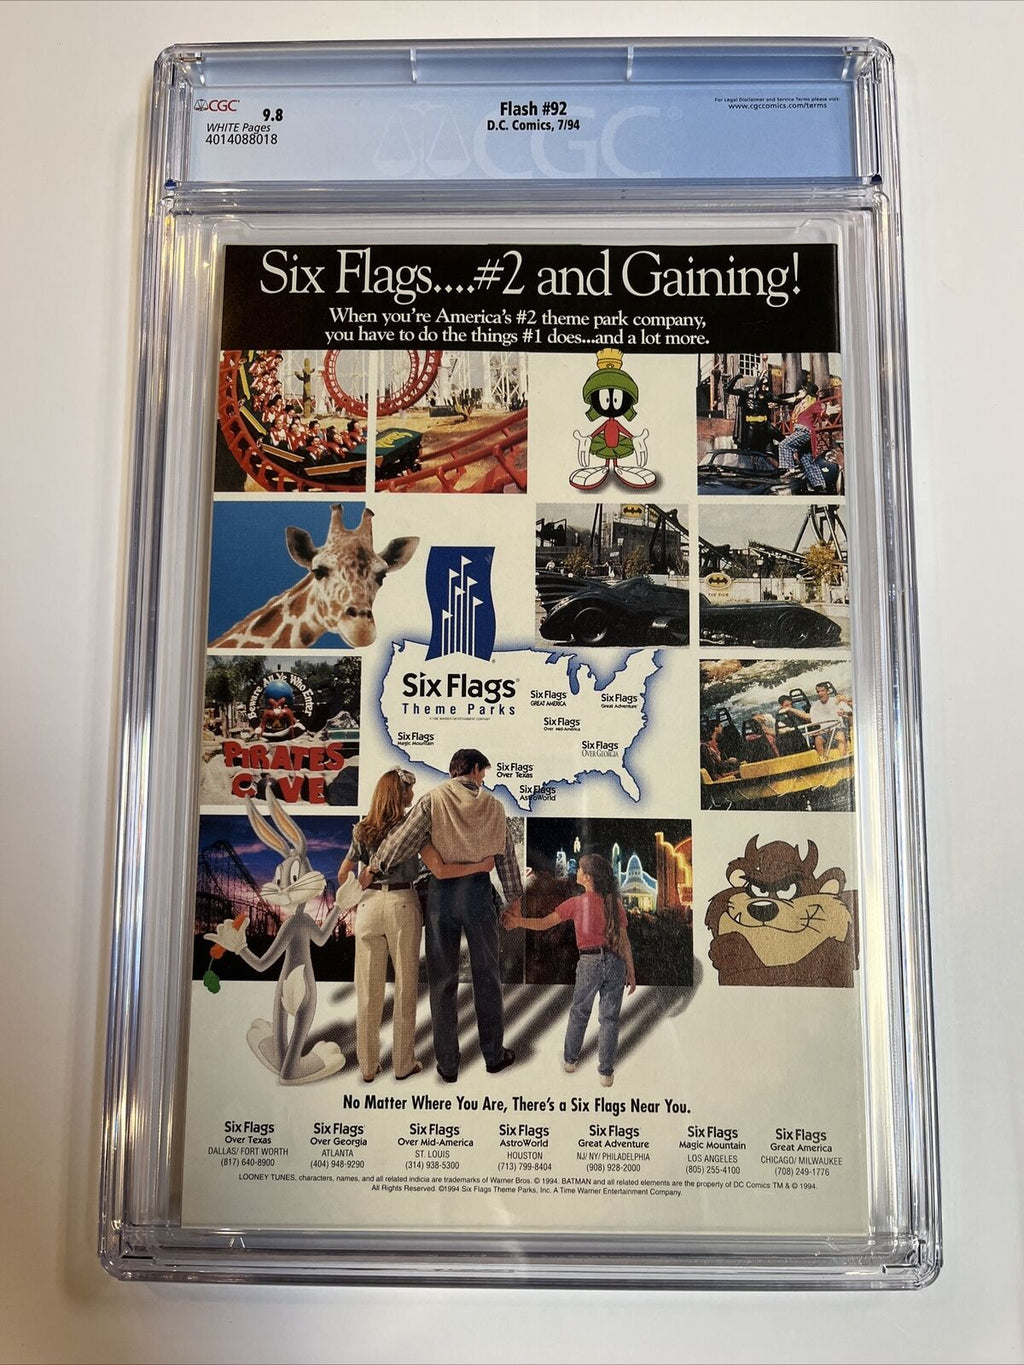 CGC
9.8
WHITE Pages
4014088018
Flash #92
D.C. Comics, 7/94
For Legal Disclaimer and Service Terms please visit:
www.cgccomics.com/terms
CGC
Six Flags....#2 and Gaining!
When you're America's #2 theme park company,
you have to do the things #1 does...and a lot more.
Six Flags
Theme Parks
Six Flags
GREAT AMERICA
Six Flags
Great Adventure
Six Flags
Over Mid-America
Six Flags
Magic Mountain
Six Flags
OVER GEORGIA
Six Flags
Over Texas
Six Flags
AstroWorld
Beware All Ye Who Enter
PIRATES
C VE
No Matter Where You Are, There's a Six Flags Near You.
Six Flags
Over Texas
DALLAS/ FORT WORTH
(817) 640-8900
Six Flags
Over Georgia
ATLANTA
(404) 948-9290
Six Flags
Over Mid-America
ST. LOUIS
(314) 938-5300
Six Flags
AstroWorld
HOUSTON
(713) 799-8404
Six Flags
Great Adventure
NJ/ NY/ PHILADELPHIA
(908) 928-2000
Six Flags
Magic Mountain
LOS ANGELES
(805) 255-4100
Six Flags
Great America
CHICAGO/ MILWAUKEE
(708) 249-1776
LOONEY TUNES, characters, names, and all related indicia are trademarks of Warner Bros. © 1994. BATMAN and all related elements are the property of DC Comics TM & © 1994.
All Rights Reserved. ©1994 Six Flags Theme Parks, Inc. A Time Warner Entertainment Company.